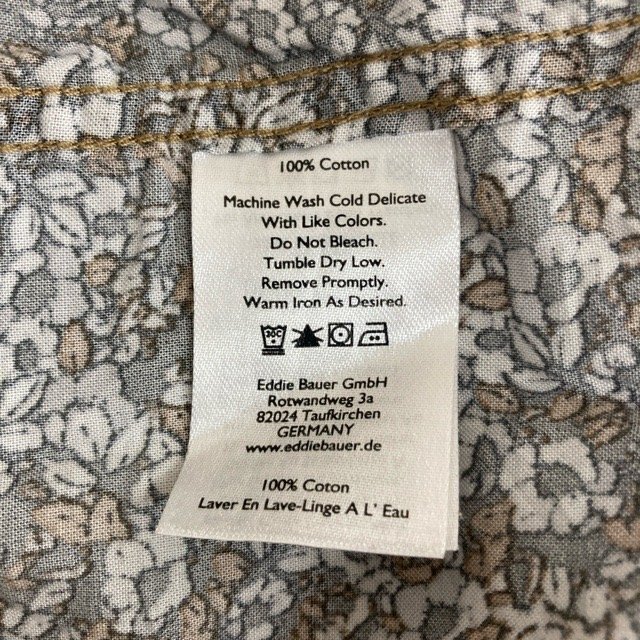 100% Cotton
Machine Wash Cold Delicate
With Like Colors.
Do Not Bleach.
Tumble Dry Low.
Remove Promptly.
Warm Iron As Desired.
30C
Eddie Bauer GmbH
Rotwandweg 3a
82024 Taufkirchen
GERMANY
www.eddiebauer.de
100% Coton
Laver En Lave-Linge A L' Eau